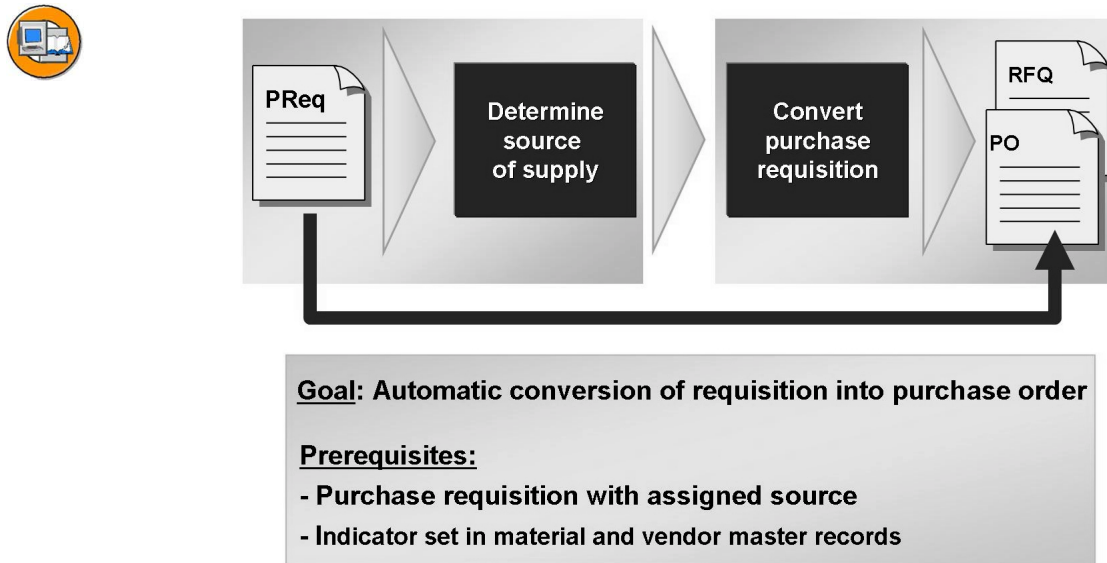 PReq
Determine
source
of supply
Convert
purchase
requisition
RFQ
PO
Goal: Automatic conversion of requisition into purchase order
Prerequisites:
- Purchase requisition with assigned source
- Indicator set in material and vendor master records